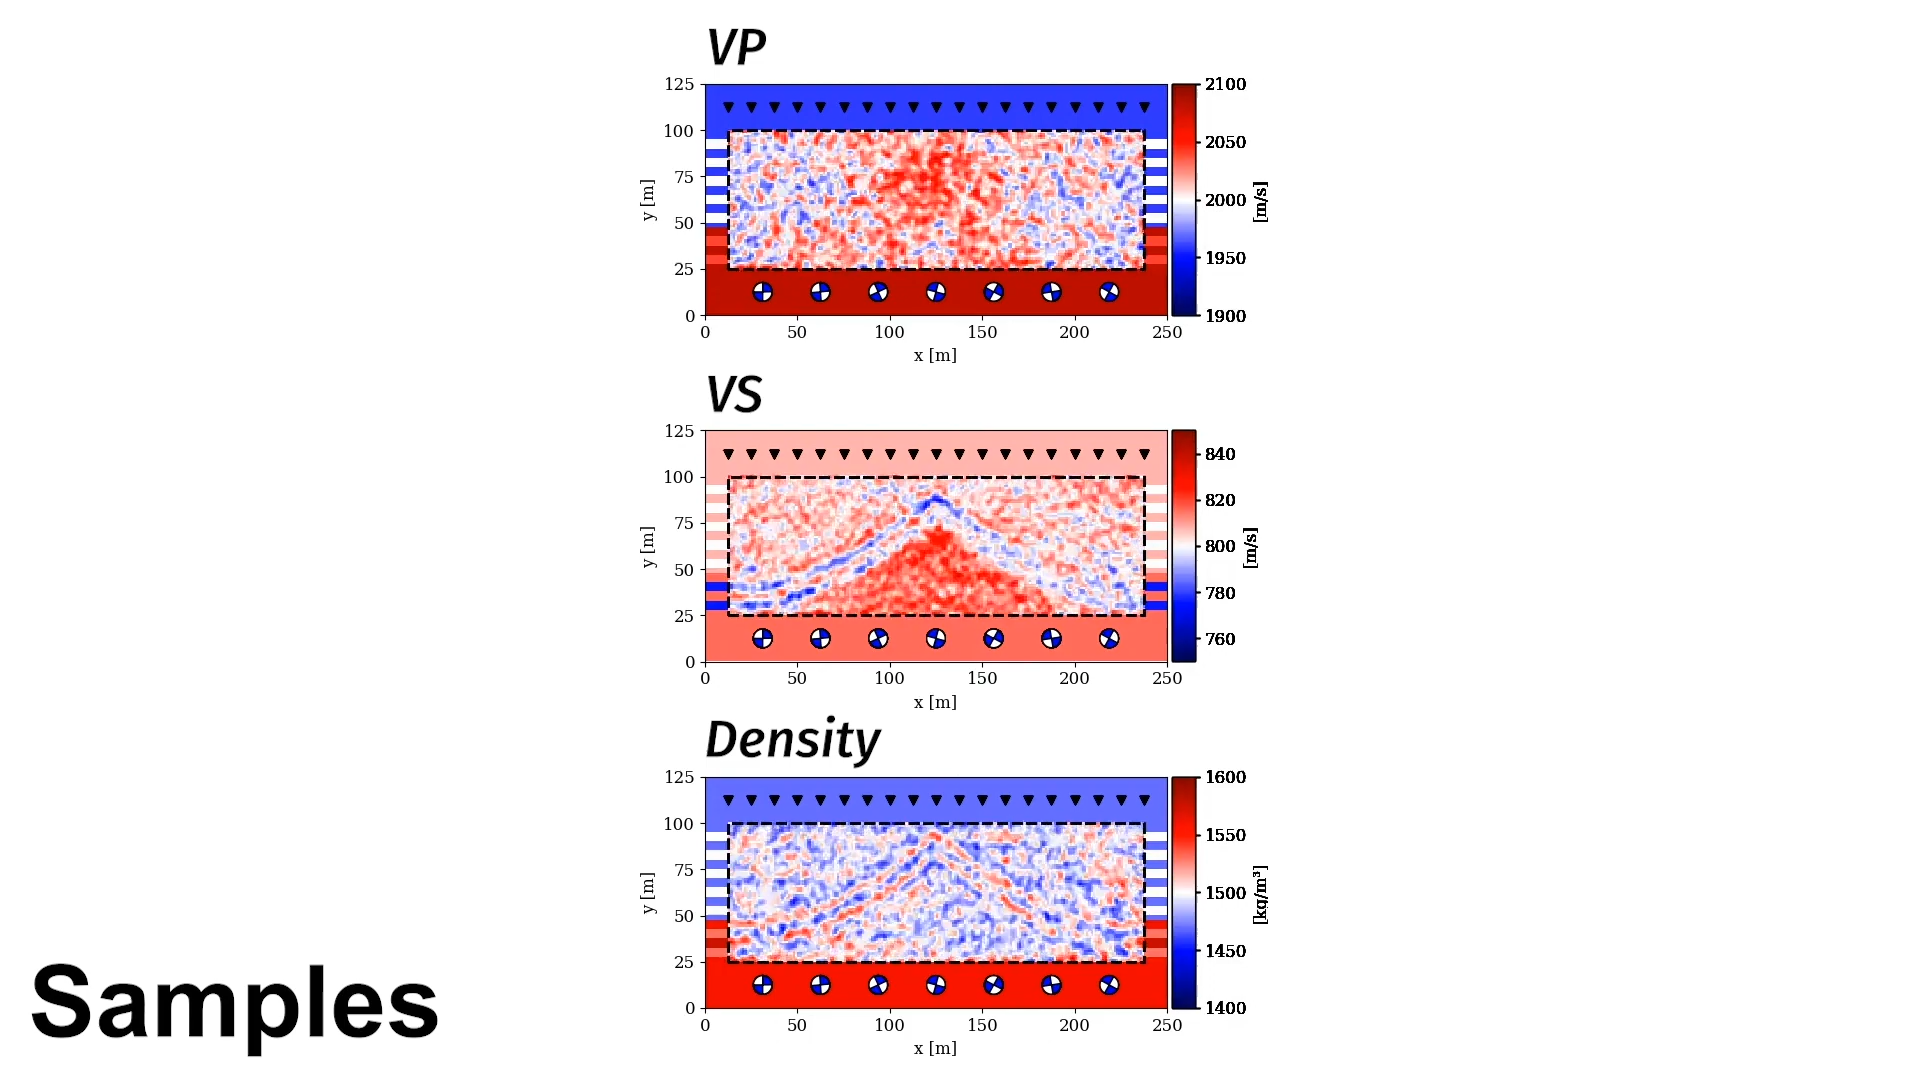 VP
125
100
75
50
25
0
y [m]
0 50 100 150 200 250
x [m]
2100
2050
2000
1950
1900
[m/s]
VS
125
100
75
50
25
0
y [m]
0 50 100 150 200 250
x [m]
840
820
800
780
760
[m/s]
Density
125
100
75
50
25
0
y [m]
0 50 100 150 200 250
x [m]
1600
1550
1500
1450
1400
[kg/m³]
Samples